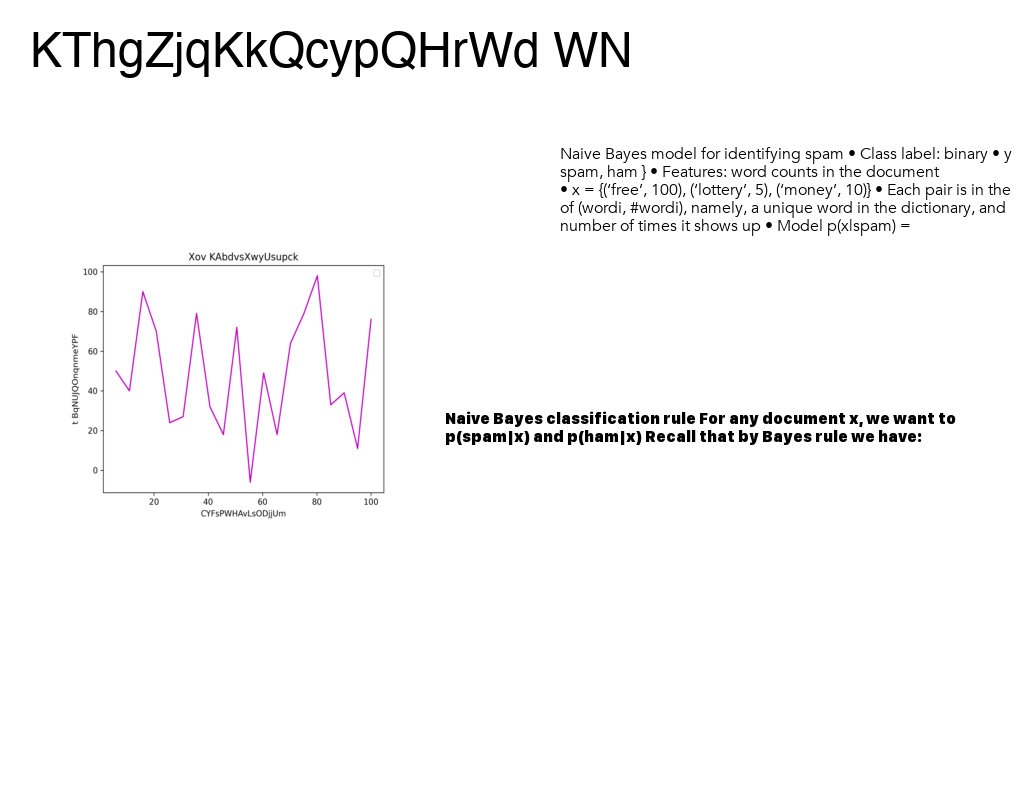 KThgZjqKkQcypQHrWd WN
Naive Bayes model for identifying spam • Class label: binary • y
spam, ham } • Features: word counts in the document
• x = {(‘free’, 100), (‘lottery’, 5), (‘money’, 10)} • Each pair is in the
of (wordi, #wordi), namely, a unique word in the dictionary, and
number of times it shows up • Model p(x|spam) =
Xov KAbdvsXwyUsupck
100
80
60
40
20
0
t BqNUJQOnqnmeYPF
20 40 60 80 100
CYFsPWHAvLsODjjUm
Naive Bayes classification rule For any document x, we want to
p(spam|x) and p(ham|x) Recall that by Bayes rule we have: